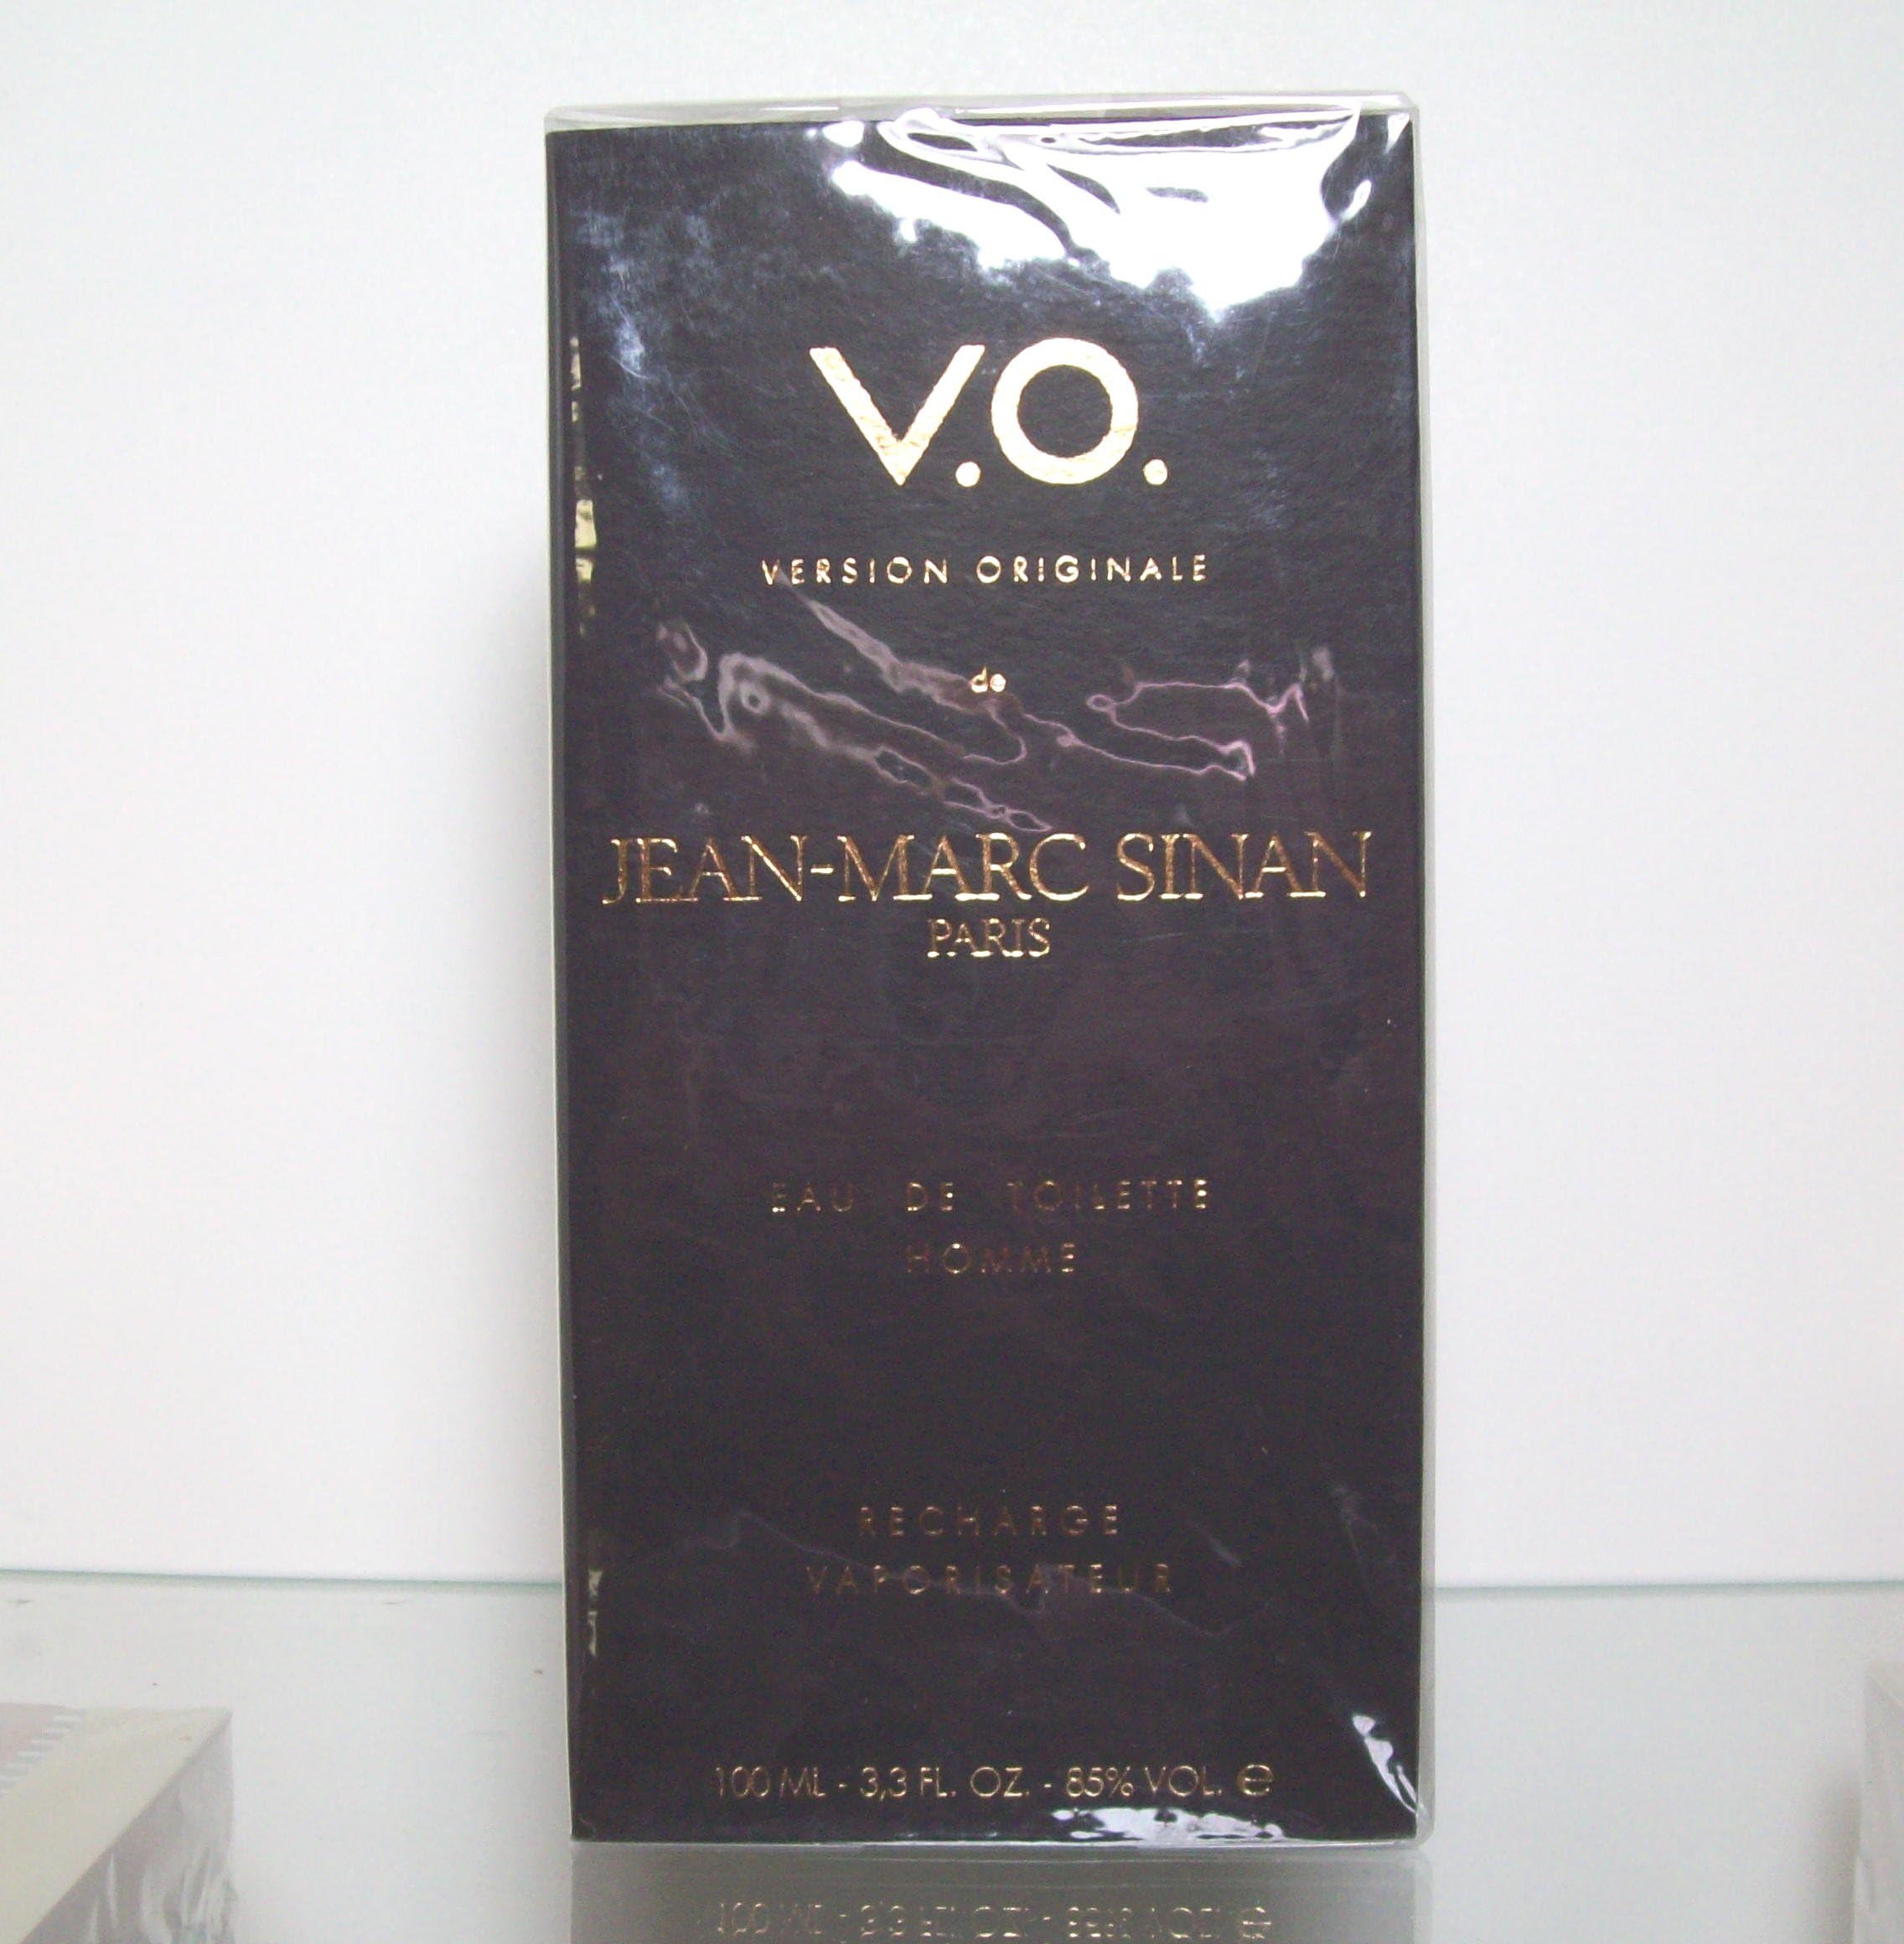 V.O.
VERSION ORIGINALE
de
JEAN-MARC SINAN
PARIS
EAU DE TOILETTE
HOMME
RECHARGE
VAPORISATEUR
100 ML - 3,3 FL. OZ. - 85% VOL. ℮